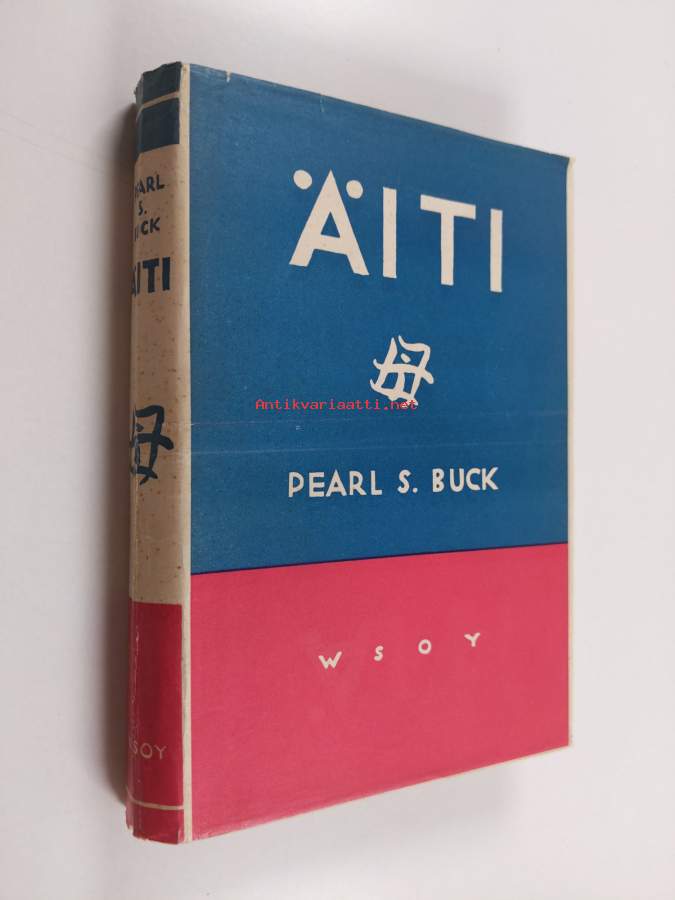 ÄITI
母
Antikvariaatti.net
PEARL S. BUCK
WSOY
PEARL
S.
BUCK
ÄITI
母
WSOY